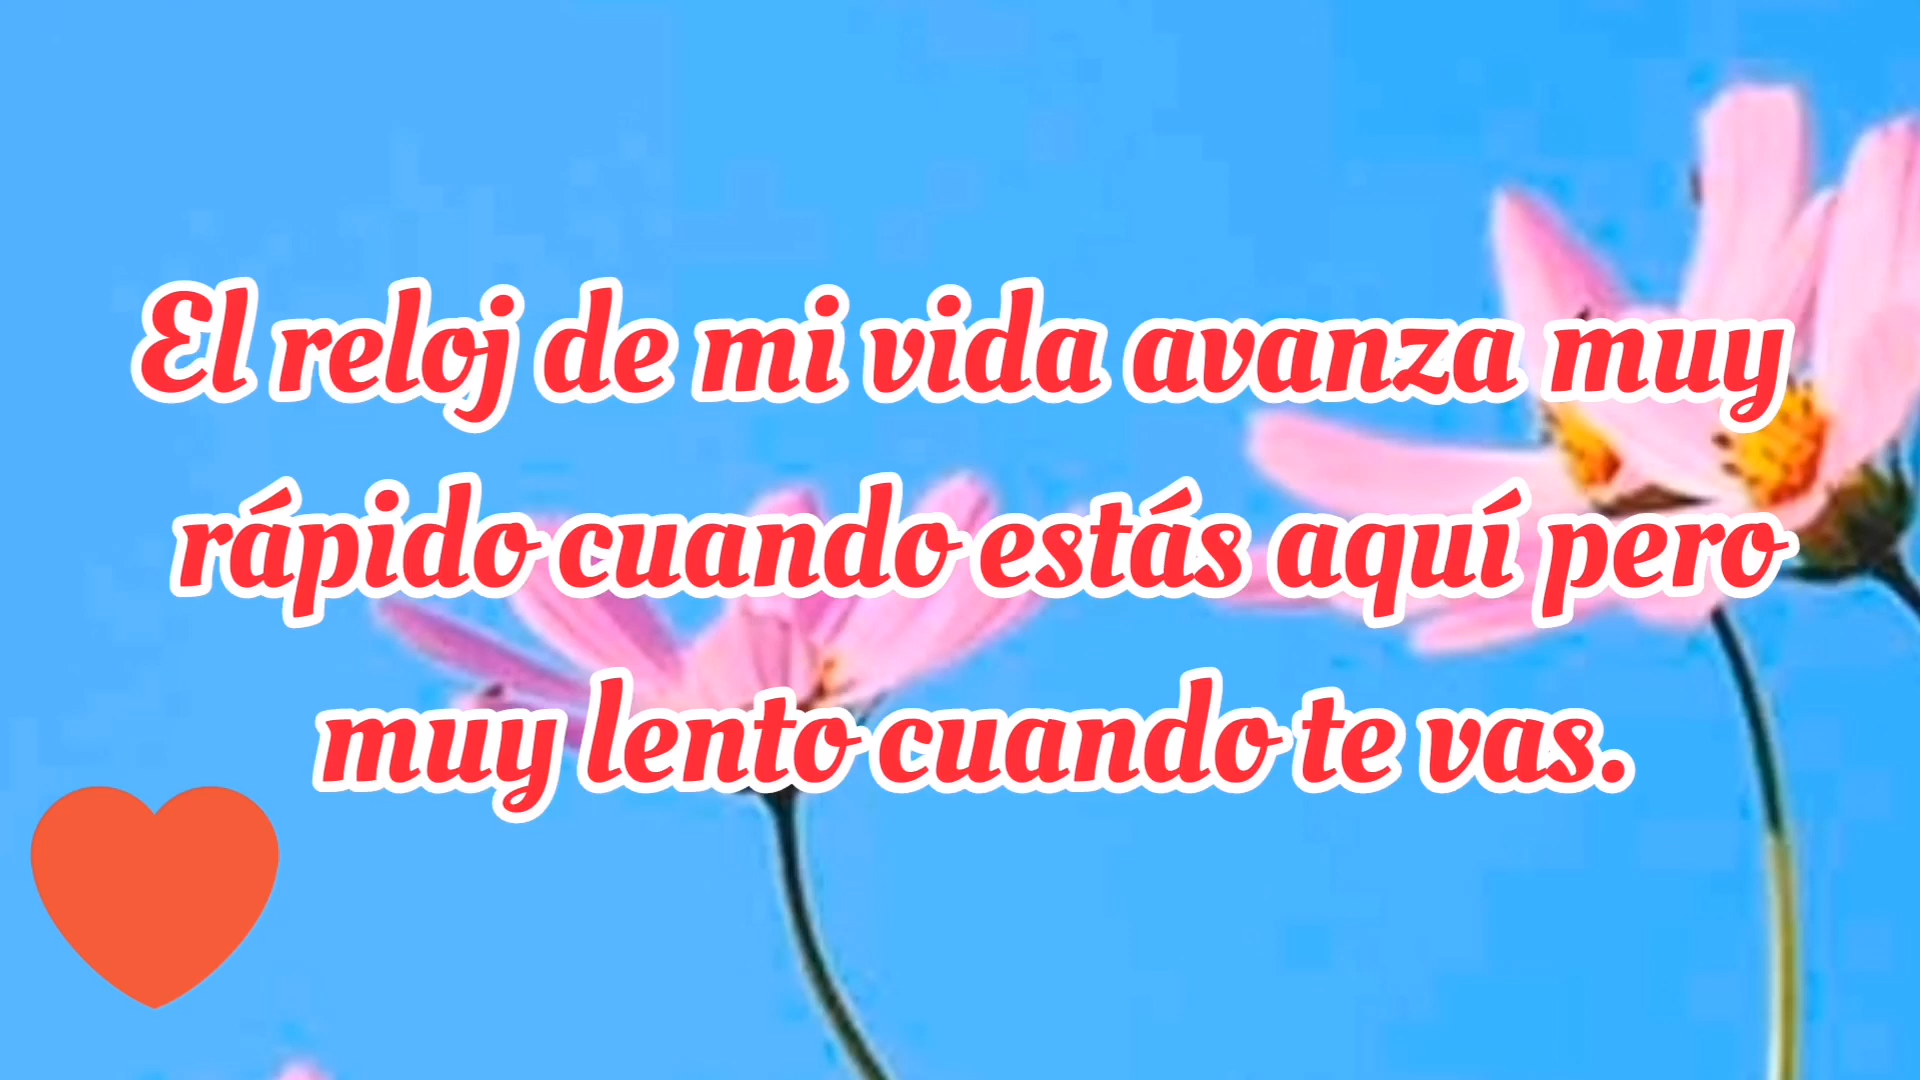 El reloj de mi vida avanza muy
rápido cuando estás aquí pero
muy lento cuando te vas.